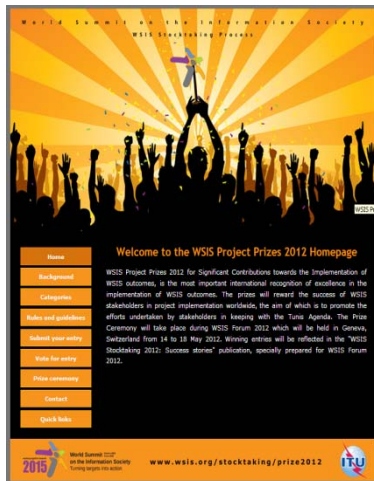 World Summit on the Information Society
WSIS Stocktaking Process
WSIS P
Home
Background
Categories
Rules and guidelines
Submit your entry
Vote for entry
Prize ceremony
Contact
Quick links
Welcome to the WSIS Project Prizes 2012 Homepage
WSIS Project Prizes 2012 for Significant Contributions towards the Implementation of
WSIS outcomes, is the most important international recognition of excellence in the
implementation of WSIS outcomes. The prizes will reward the success of WSIS
stakeholders in project implementation worldwide, the aim of which is to promote the
efforts undertaken by stakeholders in keeping with the Tunis Agenda. The Prize
Ceremony will take place during WSIS Forum 2012 which will be held in Geneva,
Switzerland from 14 to 18 May 2012. Winning entries will be reflected in the "WSIS
Stocktaking 2012: Success stories" publication, specially prepared for WSIS Forum
2012.
2015
World Summit
on the Information Society
Turning targets into action
www.wsis.org/stocktaking/prize2012
ITU